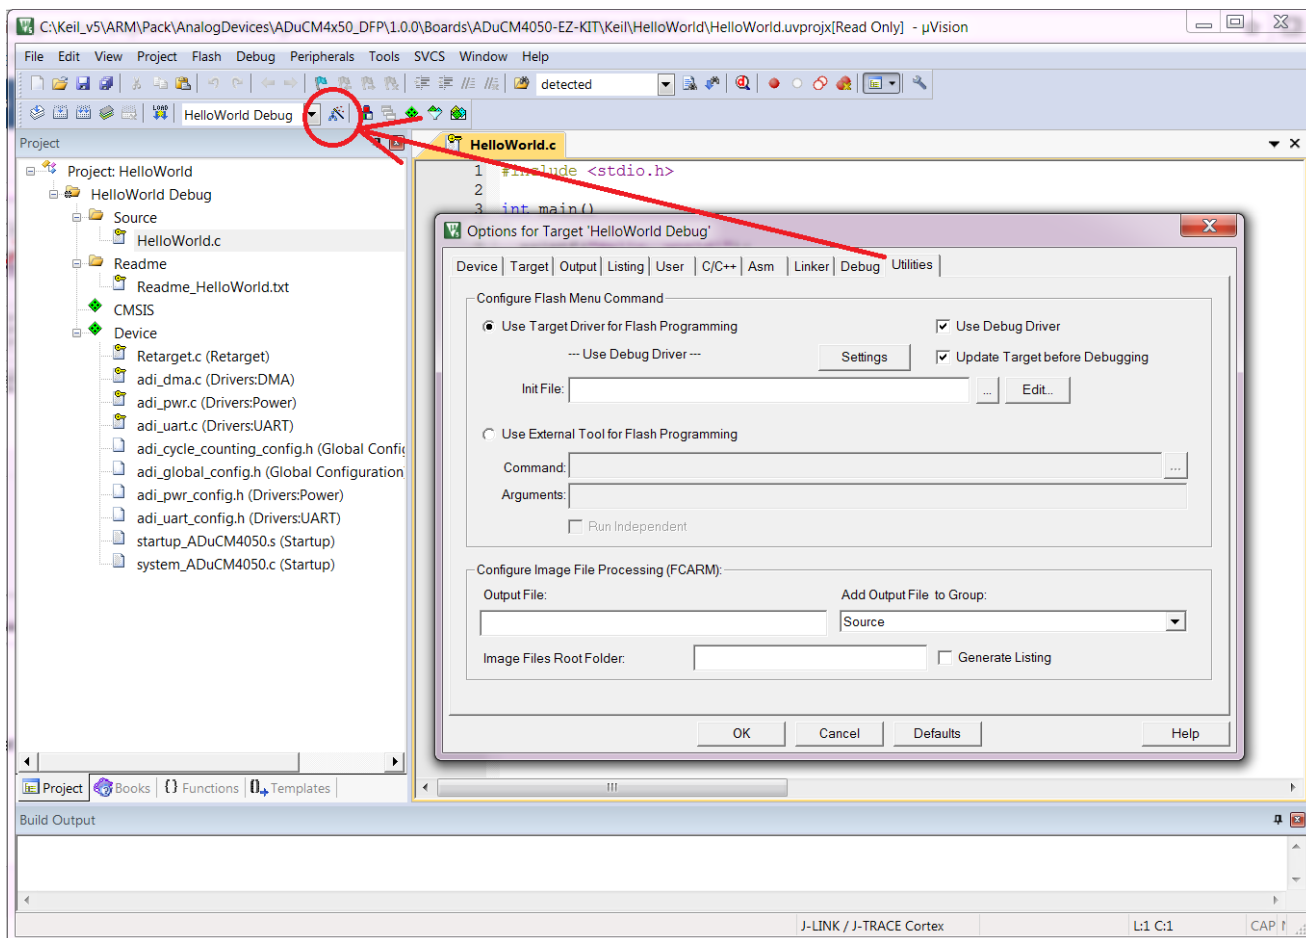 C:\Keil_v5\ARM\Pack\AnalogDevices\ADuCM4x50_DFP\1.0.0\Boards\ADuCM4050-EZ-KIT\Keil\HelloWorld\HelloWorld.uvprojx[Read Only] - µVision
File Edit View Project Flash Debug Peripherals Tools SVCS Window Help
detected
LOAD HelloWorld Debug
Project
HelloWorld.c
Project: HelloWorld
HelloWorld Debug
Source
HelloWorld.c
Readme
Readme_HelloWorld.txt
CMSIS
Device
Retarget.c (Retarget)
adi_dma.c (Drivers:DMA)
adi_pwr.c (Drivers:Power)
adi_uart.c (Drivers:UART)
adi_cycle_counting_config.h (Global Config
adi_global_config.h (Global Configuration
adi_pwr_config.h (Drivers:Power)
adi_uart_config.h (Drivers:UART)
startup_ADuCM4050.s (Startup)
system_ADuCM4050.c (Startup)
1 #include <stdio.h>
2
3 int main()
Options for Target 'HelloWorld Debug'
Device Target Output Listing User C/C++ Asm Linker Debug Utilities
Configure Flash Menu Command
Use Target Driver for Flash Programming Use Debug Driver
--- Use Debug Driver --- Settings Update Target before Debugging
Init File: ... Edit...
Use External Tool for Flash Programming
Command: ...
Arguments:
Run Independent
Configure Image File Processing (FCARM):
Output File: Add Output File to Group:
Source
Image Files Root Folder: Generate Listing
OK Cancel Defaults Help
Project Books {} Functions Templates
Build Output
J-LINK / J-TRACE Cortex L:1 C:1 CAP